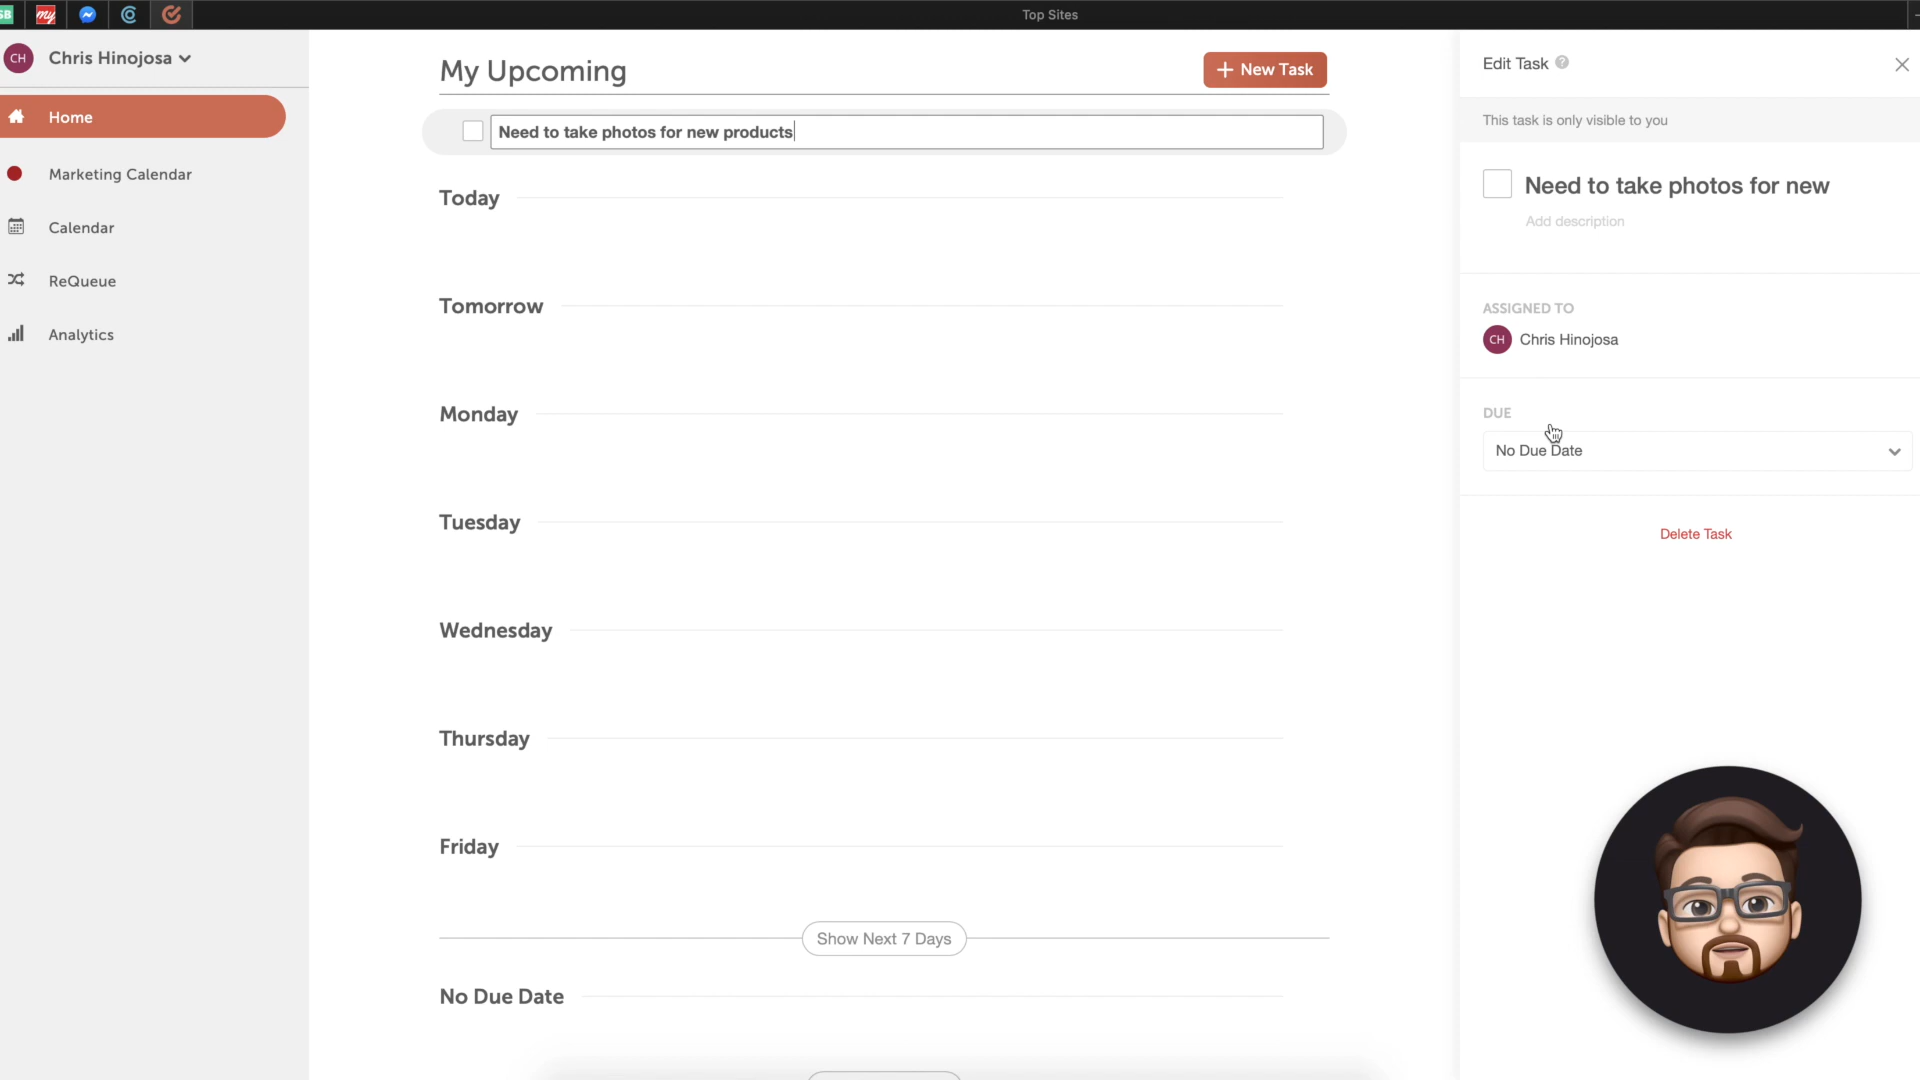 SB
my
Top Sites
CH
Chris Hinojosa
Home
Marketing Calendar
Calendar
ReQueue
Analytics
My Upcoming
+ New Task
Need to take photos for new products
Today
Tomorrow
Monday
Tuesday
Wednesday
Thursday
Friday
Show Next 7 Days
No Due Date
Edit Task ?
This task is only visible to you
Need to take photos for new
Add description
ASSIGNED TO
CH Chris Hinojosa
DUE
No Due Date
Delete Task